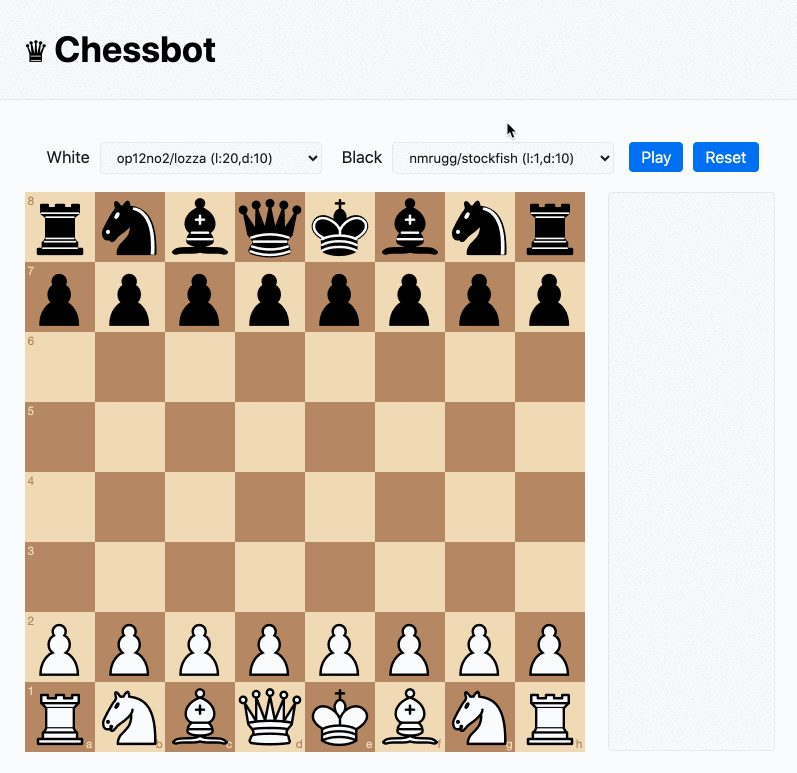 ♛ Chessbot
White op12no2/lozza (l:20,d:10) Black nmrugg/stockfish (l:1,d:10) Play Reset
8
7
6
5
4
3
2
1
a b c d e f g h